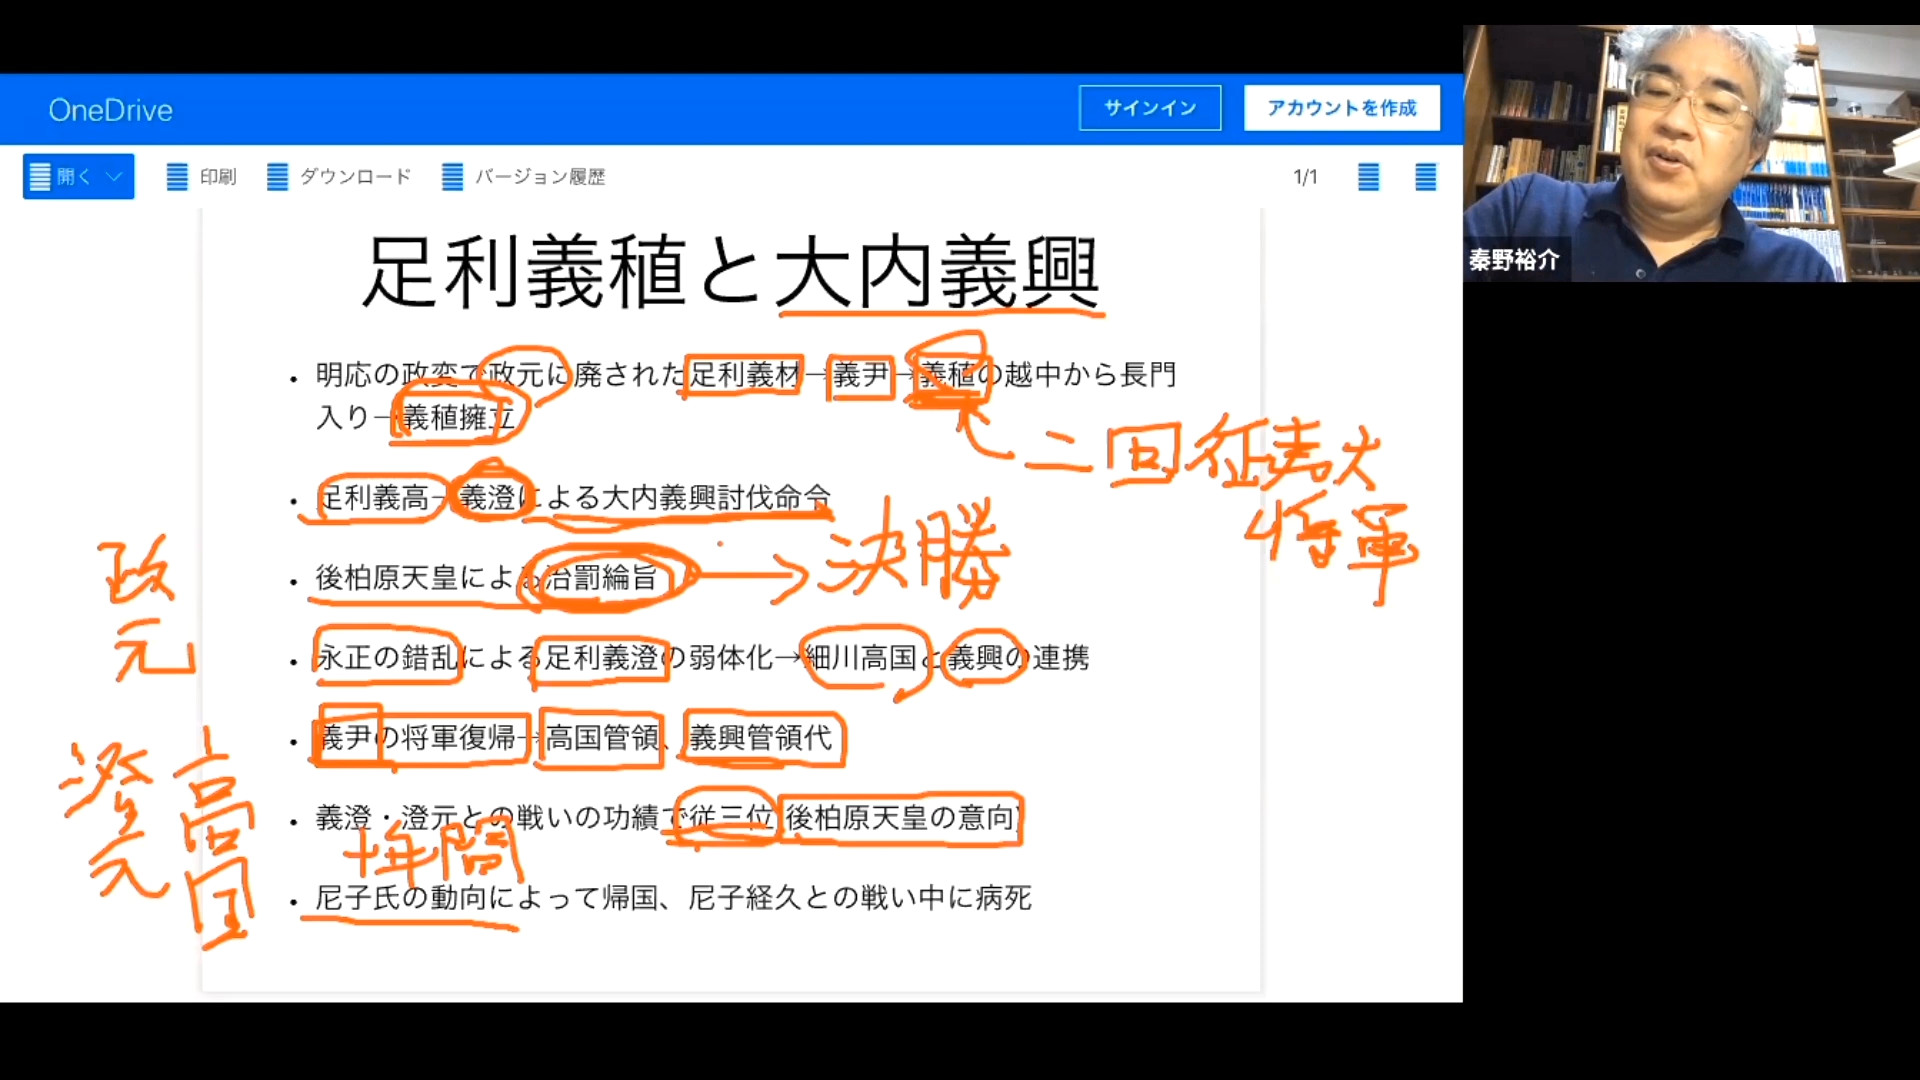 OneDrive
サインイン
アカウントを作成
開く
印刷
ダウンロード
バージョン履歴
1/1
秦野裕介
足利義稙と大内義興
• 明応の政変で政元に廃された足利義材→義尹→義稙の越中から長門
入り→義稙擁立
二回征夷大
将軍
• 足利義高→義澄による大内義興討伐命令
• 後柏原天皇による治罰綸旨
→決勝
政元
• 永正の錯乱による足利義澄の弱体化→細川高国と義興の連携
• 義尹の将軍復帰→高国管領、義興管領代
澄元
高国
• 義澄・澄元との戦いの功績で従三位(後柏原天皇の意向)
十年間
• 尼子氏の動向によって帰国、尼子経久との戦い中に病死